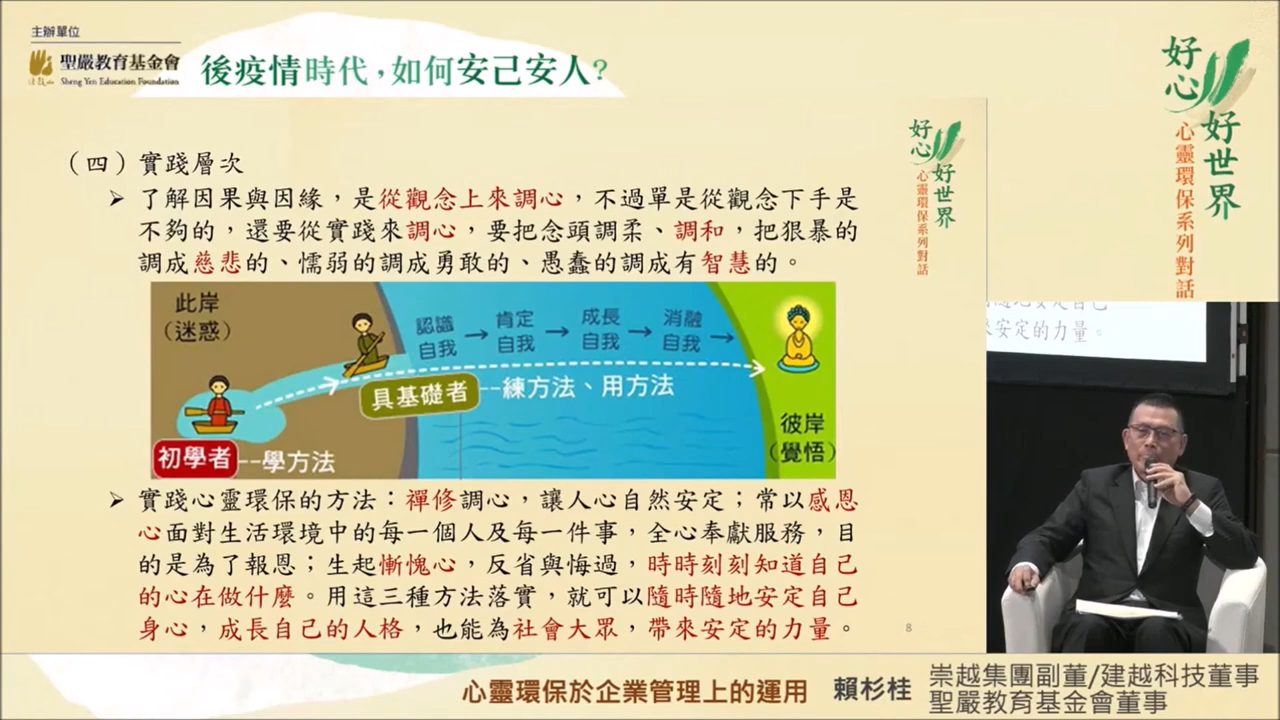 主辦單位
聖嚴教育基金會
Sheng Yen Education Foundation
後疫情時代，如何安己安人？
好心
好世界
心靈環保系列對話
好心
好世界
心靈環保系列對話
（四）實踐層次
➢ 了解因果與因緣，是從觀念上來調心，不過單是從觀念下手是
不夠的，還要從實踐來調心，要把念頭調柔、調和，把狠暴的
調成慈悲的、懦弱的調成勇敢的、愚蠢的調成有智慧的。
此岸
（迷惑）
認識
自我
→
肯定
自我
→
成長
自我
→
消融
自我
→
具基礎者--練方法、用方法
初學者--學方法
彼岸
（覺悟）
➢ 實踐心靈環保的方法：禪修調心，讓人心自然安定；常以感恩
心面對生活環境中的每一個人及每一件事，全心奉獻服務，目
的是為了報恩；生起慚愧心，反省與悔過，時時刻刻知道自己
的心在做什麼。用這三種方法落實，就可以隨時隨地安定自己
身心，成長自己的人格，也能為社會大眾，帶來安定的力量。
8
安定的力量。
心靈環保於企業管理上的運用
賴杉桂
崇越集團副董/建越科技董事
聖嚴教育基金會董事